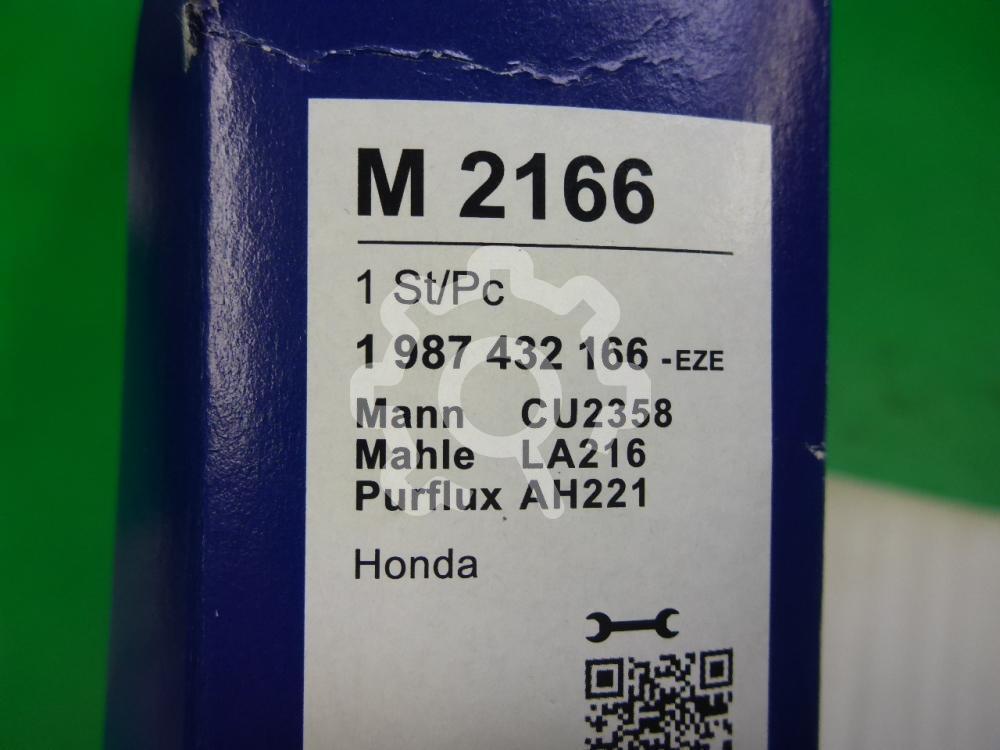 M 2166
1 St/Pc
1 987 432 166 -EZE
Mann CU2358
Mahle LA216
Purflux AH221
Honda